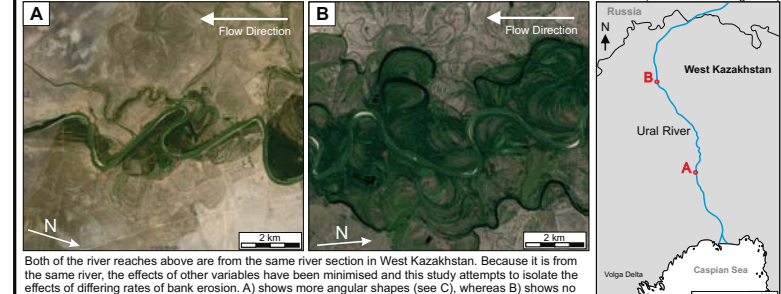 A
Flow Direction
N
2 km
B
Flow Direction
N
2 km
Russia
N
West Kazakhstan
B
Ural River
A
Volga Delta
Caspian Sea
Both of the river reaches above are from the same river section in West Kazakhstan. Because it is from
the same river, the effects of other variables have been minimised and this study attempts to isolate the
effects of differing rates of bank erosion. A) shows more angular shapes (see C), whereas B) shows no